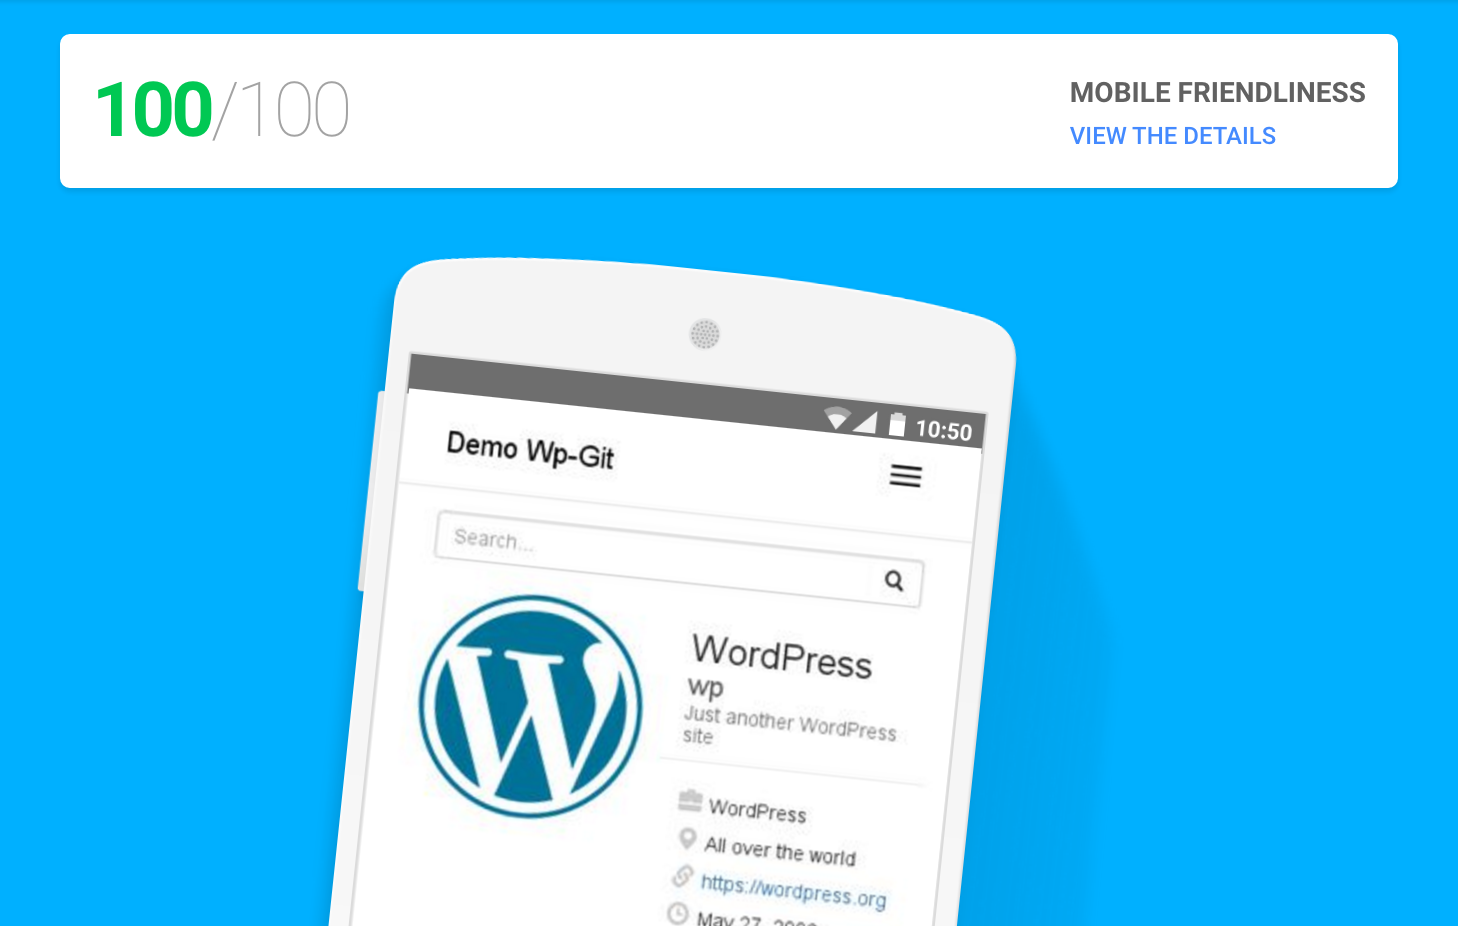 100/100
MOBILE FRIENDLINESS
VIEW THE DETAILS
10:50
Demo Wp-Git
Search...
WordPress
wp
Just another WordPress
site
WordPress
All over the world
https://wordpress.org
May 27,